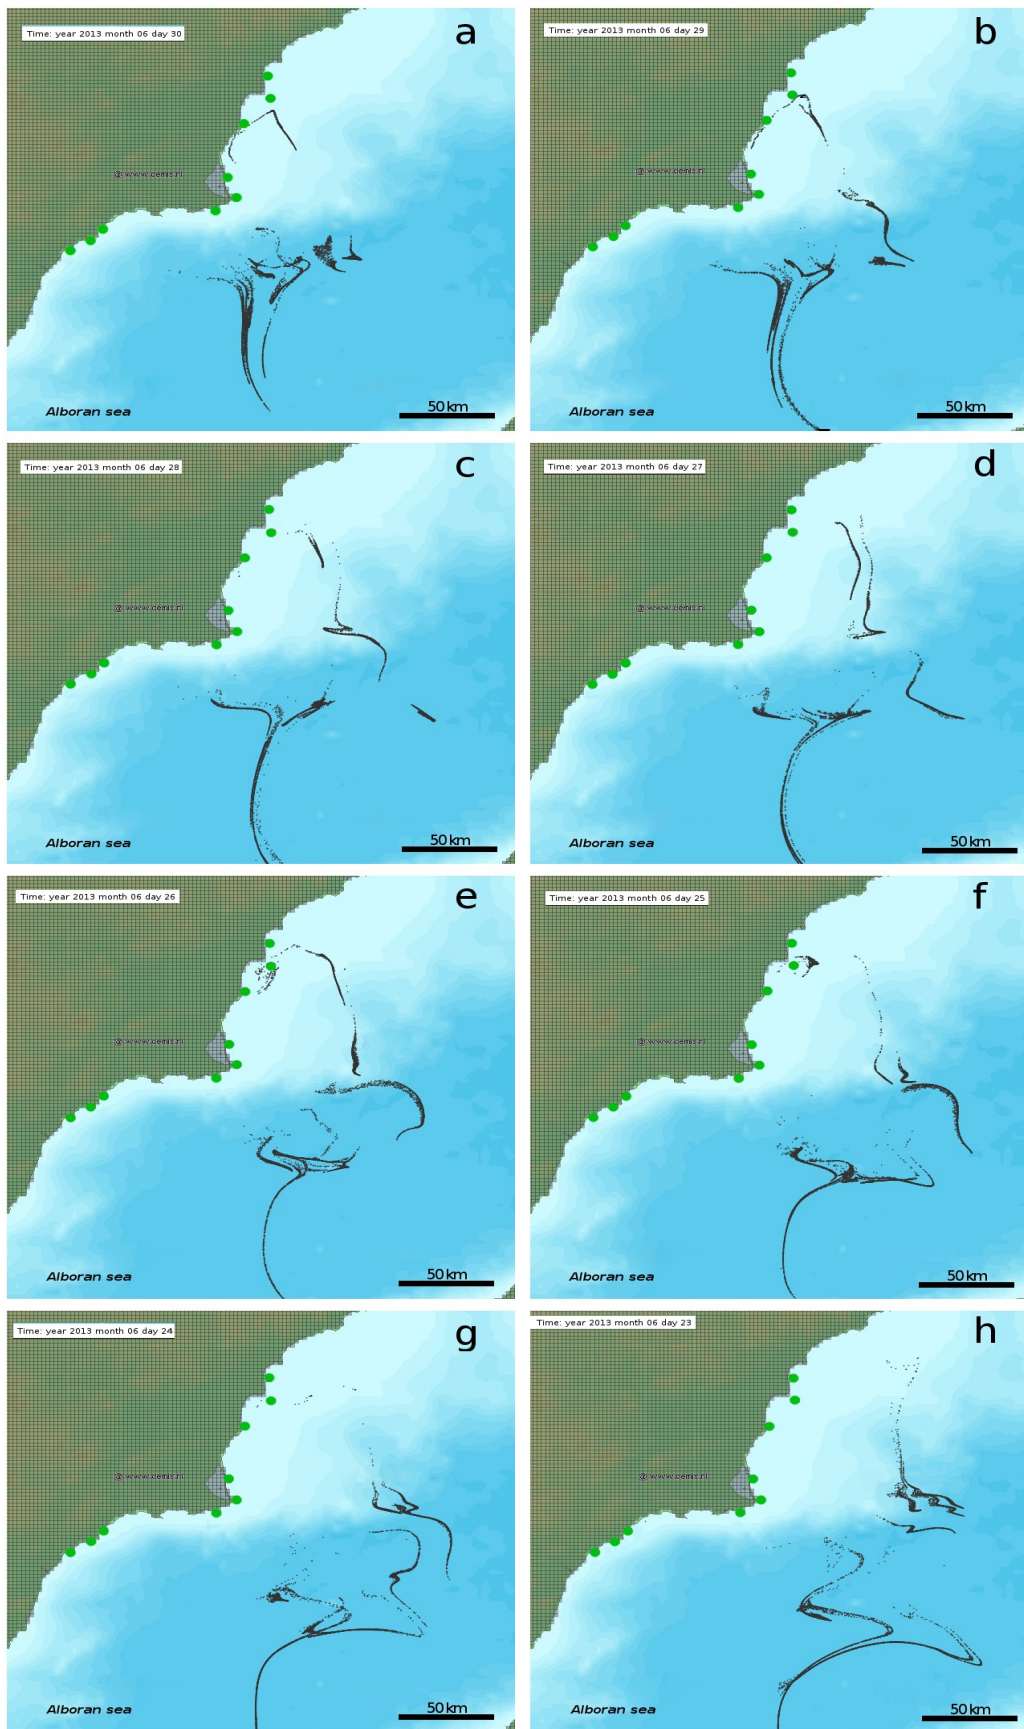 Time: year 2013 month 06 day 30
a
@ www.cemis.nl
50 km
Alboran sea
Time: year 2013 month 06 day 29
b
@ www.cemis.nl
50 km
Alboran sea
Time: year 2013 month 06 day 28
c
@ www.cemis.nl
50 km
Alboran sea
Time: year 2013 month 06 day 27
d
@ www.cemis.nl
50 km
Alboran sea
Time: year 2013 month 06 day 26
e
@ www.cemis.nl
50 km
Alboran sea
Time: year 2013 month 06 day 25
f
@ www.cemis.nl
50 km
Alboran sea
Time: year 2013 month 06 day 24
g
@ www.cemis.nl
50 km
Alboran sea
Time: year 2013 month 06 day 23
h
@ www.cemis.nl
50 km
Alboran sea